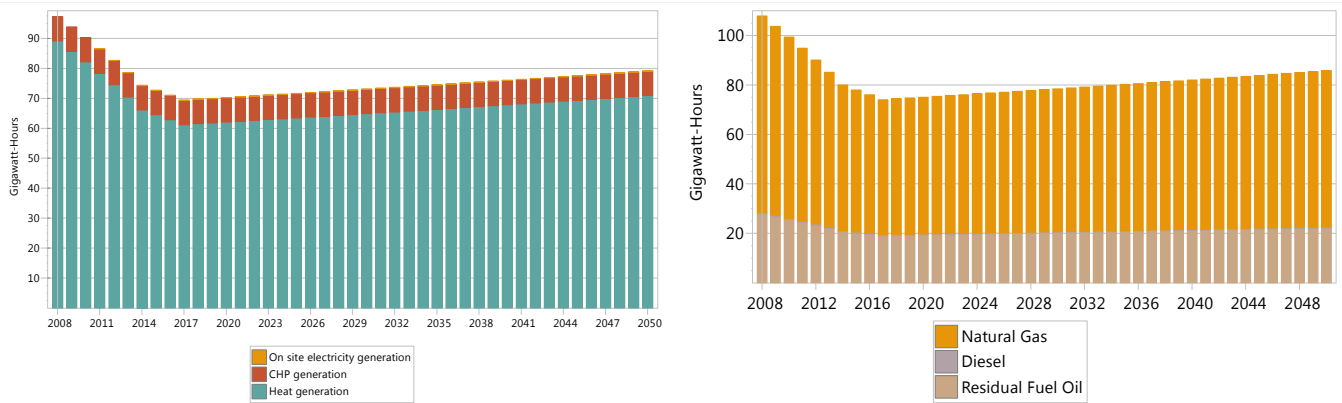 Gigawatt-Hours
90
80
70
60
50
40
30
20
10
2008 2011 2014 2017 2020 2023 2026 2029 2032 2035 2038 2041 2044 2047 2050
On site electricity generation
CHP generation
Heat generation
Gigawatt-Hours
100
80
60
40
20
2008 2012 2016 2020 2024 2028 2032 2036 2040 2044 2048
Natural Gas
Diesel
Residual Fuel Oil